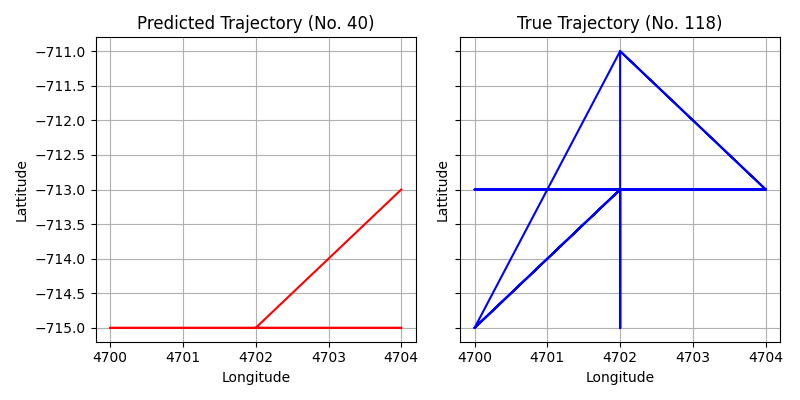 Predicted Trajectory (No. 40)
True Trajectory (No. 118)
−711.0
−711.5
−712.0
−712.5
−713.0
−713.5
−714.0
−714.5
−715.0
Lattitude
Lattitude
4700 4701 4702 4703 4704
4700 4701 4702 4703 4704
Longitude
Longitude